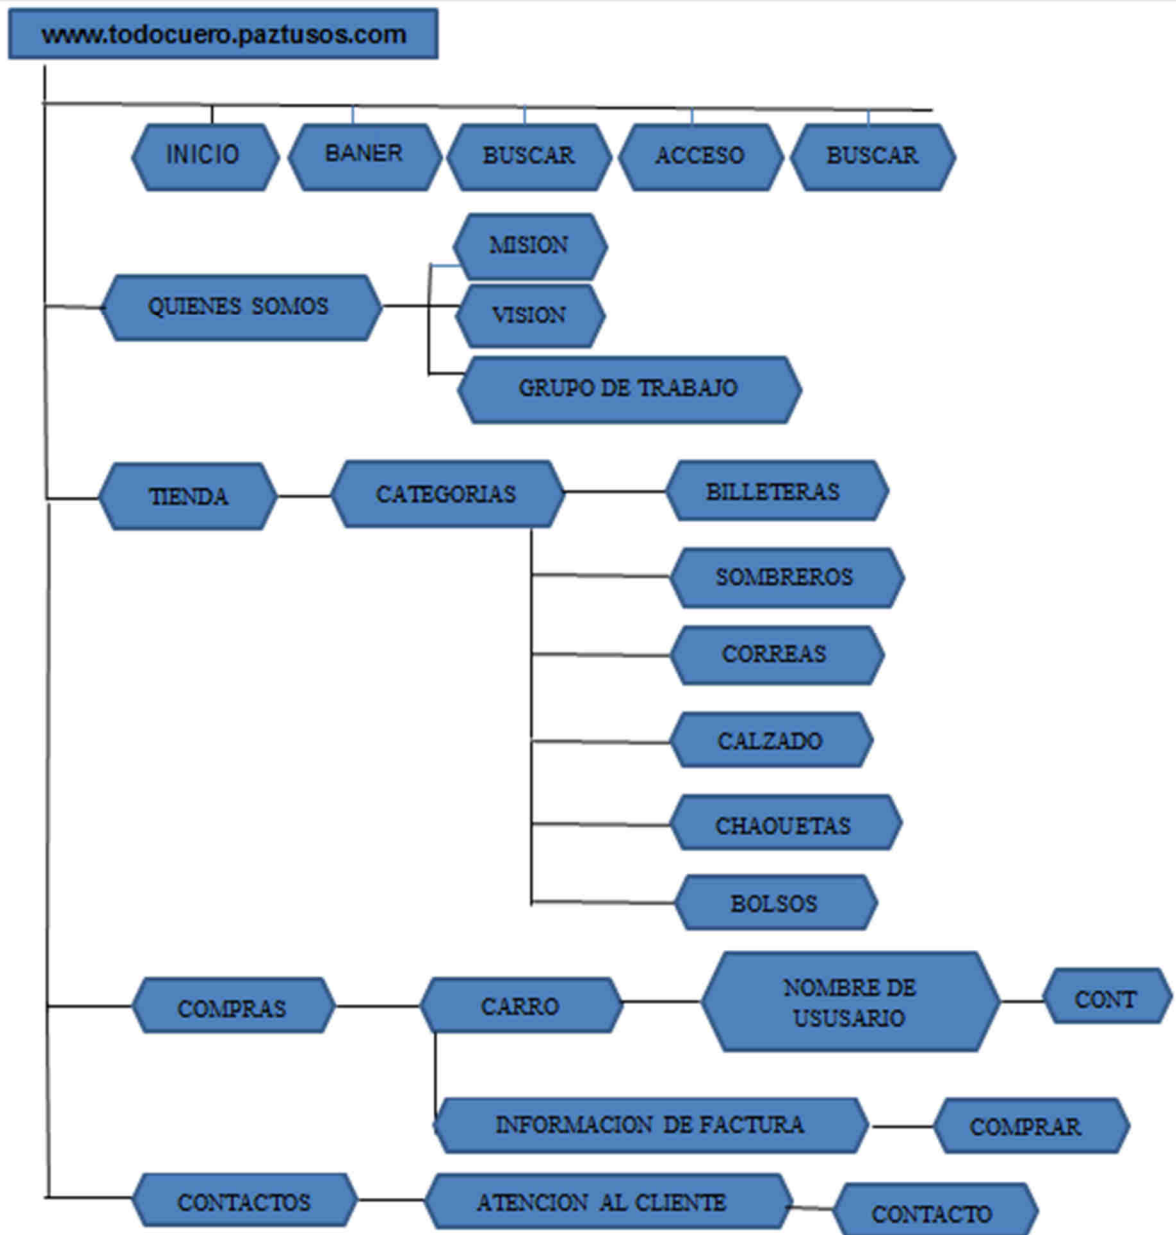 www.todocuero.paztusos.com
INICIO
BANER
BUSCAR
ACCESO
BUSCAR
MISION
QUIENES SOMOS
VISION
GRUPO DE TRABAJO
TIENDA
CATEGORIAS
BILLETERAS
SOMBREROS
CORREAS
CALZADO
CHAQUETAS
BOLSOS
COMPRAS
CARRO
NOMBRE DE
USUSARIO
CONT
INFORMACION DE FACTURA
COMPRAR
CONTACTOS
ATENCION AL CLIENTE
CONTACTO